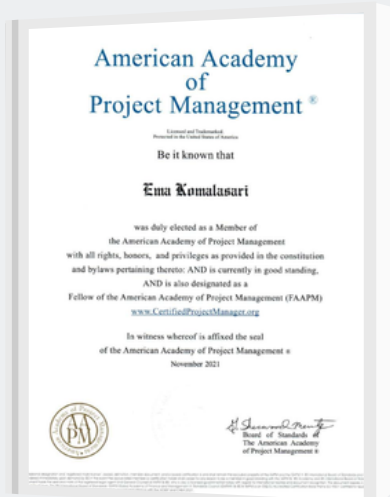 American Academy
of
Project Management ®
Licensed and Trademarked
Protected in the United States of America
Be it known that
Ema Komalasari
was duly elected as a Member of
the American Academy of Project Management
with all rights, honors, and privileges as provided in the constitution
and bylaws pertaining thereto: AND is currently in good standing,
AND is also designated as a
Fellow of the American Academy of Project Management (FAAPM)
www.CertifiedProjectManager.org
In witness whereof is affixed the seal
of the American Academy of Project Management ®
November 2021
AA
PM
Board of Standards of
The American Academy
of Project Management ®